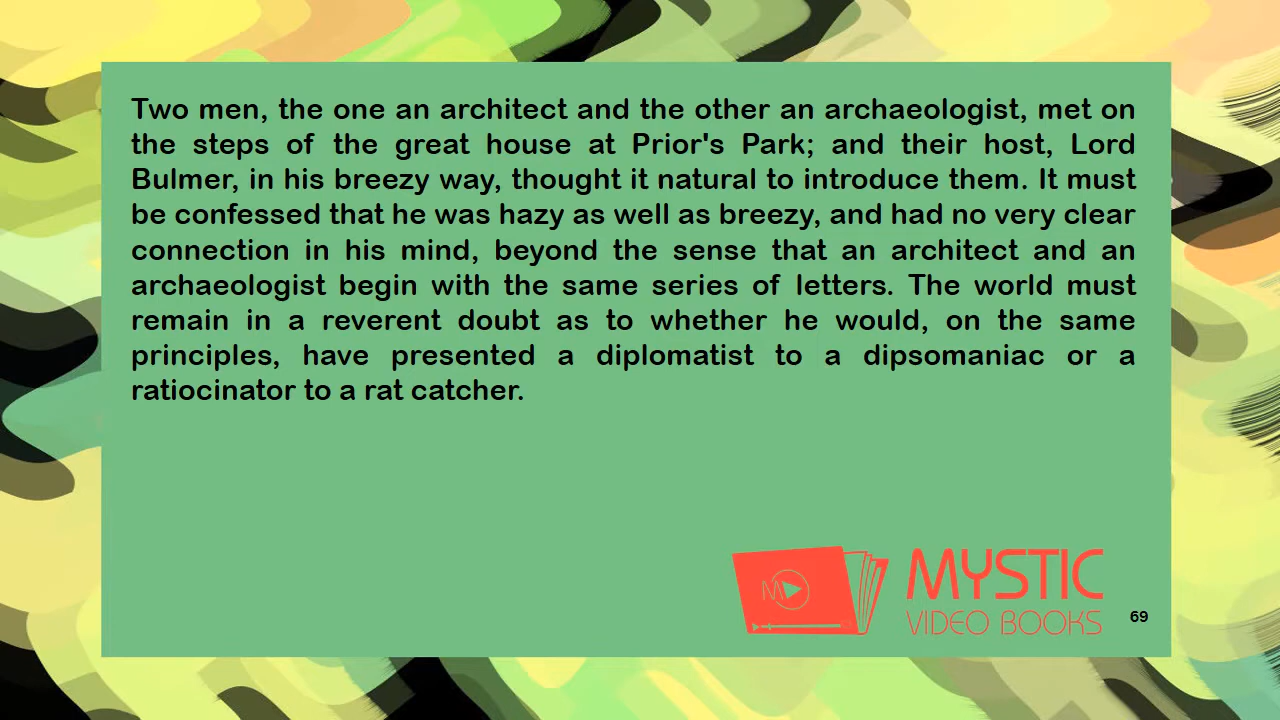 Two men, the one an architect and the other an archaeologist, met on
the steps of the great house at Prior's Park; and their host, Lord
Bulmer, in his breezy way, thought it natural to introduce them. It must
be confessed that he was hazy as well as breezy, and had no very clear
connection in his mind, beyond the sense that an architect and an
archaeologist begin with the same series of letters. The world must
remain in a reverent doubt as to whether he would, on the same
principles, have presented a diplomatist to a dipsomaniac or a
ratiocinator to a rat catcher.
M
MYSTIC
VIDEO BOOKS
69